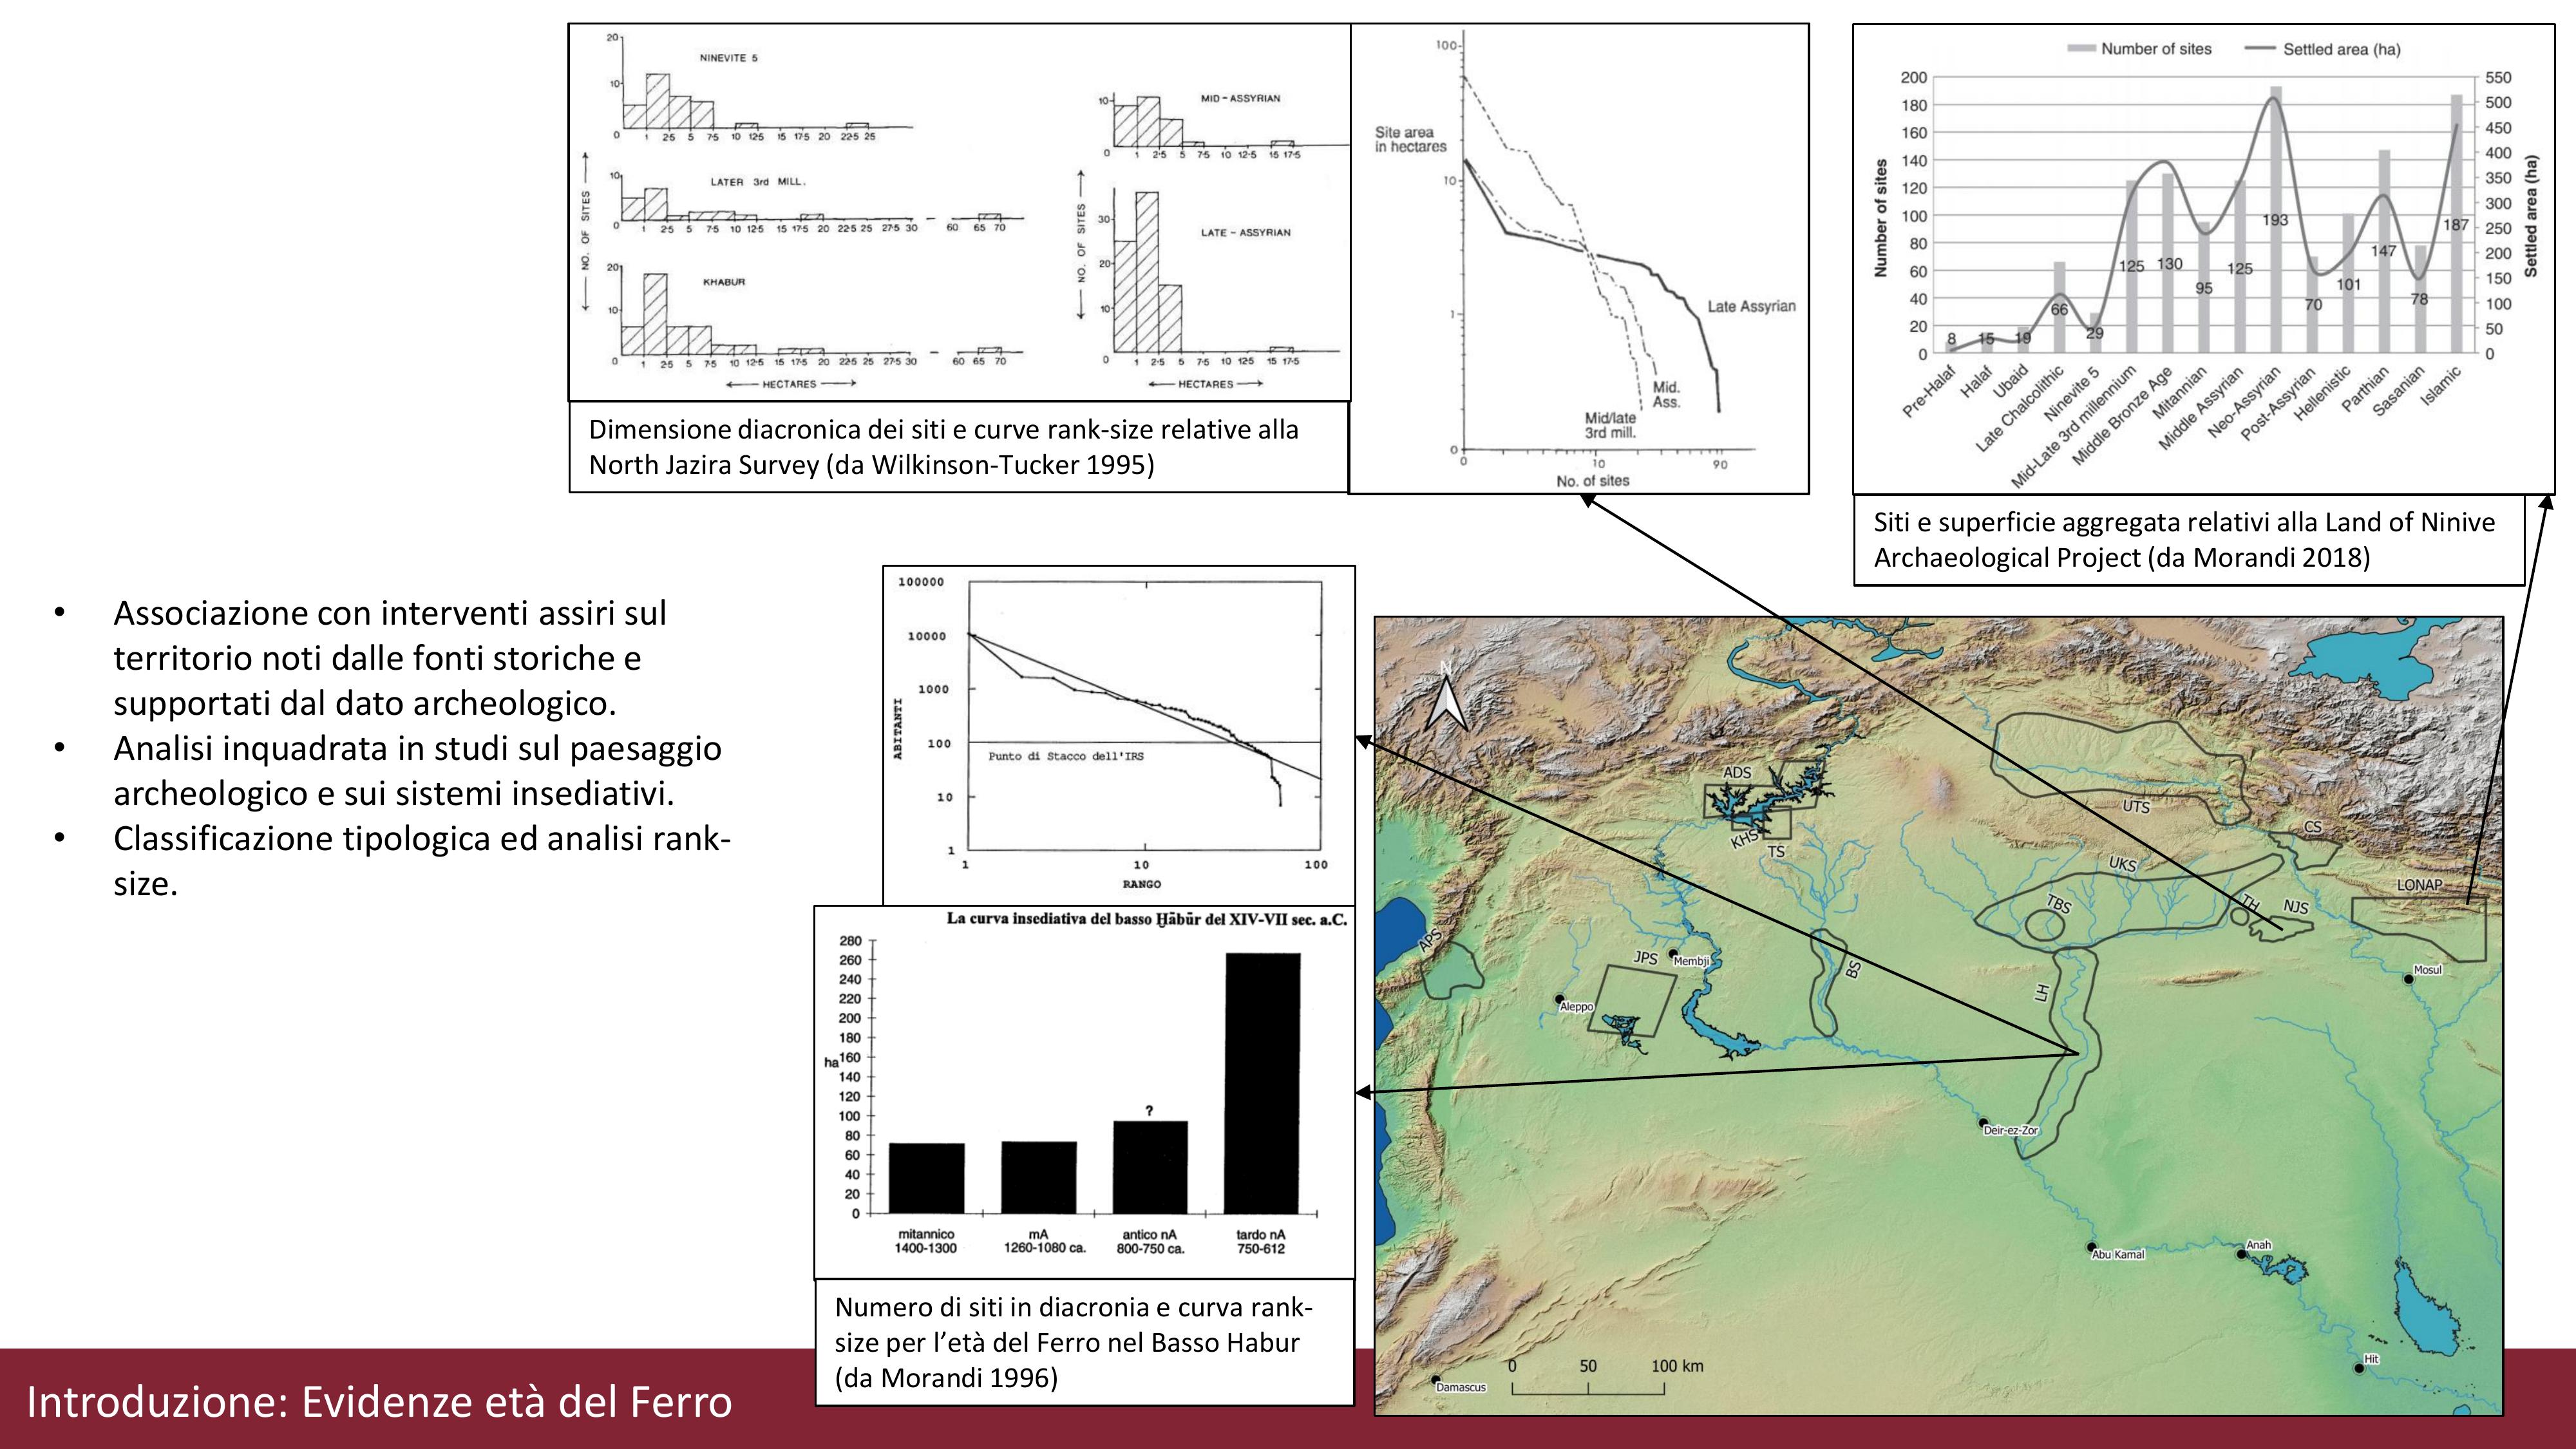 20
NINEVITE 5
10
0 1 2·5 5 7·5 10 12·5 15 17·5 20 22·5 25
10
LATER 3rd MILL.
0 1 2·5 5 7·5 10 12·5 15 17·5 20 22·5 25 27·5 30 60 65 70
20
KHABUR
10
0 1 2·5 5 7·5 10 12·5 15 17·5 20 22·5 25 27·5 30 60 65 70
NO. OF SITES
HECTARES
10
MID-ASSYRIAN
0 1 2·5 5 7·5 10 12·5 15 17·5
30
LATE-ASSYRIAN
20
10
0 1 2·5 5 7·5 10 12·5 15 17·5
NO. OF SITES
HECTARES
Dimensione diacronica dei siti e curve rank-size relative alla
North Jazira Survey (da Wilkinson-Tucker 1995)
100
Site area
in hectares
10
1
Late Assyrian
Mid.
Ass.
Mid/late
3rd mill.
0
0 10 90
No. of sites
Number of sites Settled area (ha)
200 180 160 140 120 100 80 60 40 20 0
Number of sites
550 500 450 400 350 300 250 200 150 100 50 0
Settled area (ha)
8 15 19 66 29 125 130 95 125 193 70 101 147 78 187
Pre-Halaf
Halaf
Ubaid
Late Chalcolithic
Ninevite 5
Mid-Late 3rd millennium
Middle Bronze Age
Mitannian
Middle Assyrian
Neo-Assyrian
Post-Assyrian
Hellenistic
Parthian
Sasanian
Islamic
Siti e superficie aggregata relativi alla Land of Ninive
Archaeological Project (da Morandi 2018)
• Associazione con interventi assiri sul
territorio noti dalle fonti storiche e
supportati dal dato archeologico.
• Analisi inquadrata in studi sul paesaggio
archeologico e sui sistemi insediativi.
• Classificazione tipologica ed analisi rank-
size.
100000
10000
1000
100
10
1
ABITANTI
Punto di Stacco dell'IRS
1 10 100
RANGO
La curva insediativa del basso Ḫābūr del XIV-VII sec. a.C.
280
260
240
220
200
180
160
140
120
100
80
60
40
20
0
ha
?
mitannico mA antico nA tardo nA
1400-1300 1260-1080 ca. 800-750 ca. 750-612
Numero di siti in diacronia e curva rank-
size per l’età del Ferro nel Basso Habur
(da Morandi 1996)
N
ADS
KHS
TS
UTS
CS
UKS
LONAP
TBS
TH
NJS
APS
JPS
Membji
BS
LH
Mosul
Aleppo
Deir-ez-Zor
Abu Kamal
Anah
Hit
Damascus
0 50 100 km
Introduzione: Evidenze età del Ferro